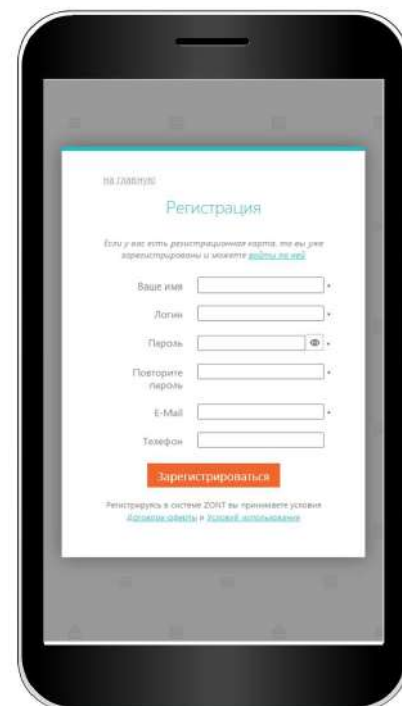 на главную
Регистрация
Если у вас есть регистрационная карта, то вы уже
зарегистрированы и можете войти по ней
Ваше имя *
Логин *
Пароль *
Повторите *
пароль
E-Mail *
Телефон
Зарегистрироваться
Регистрируясь в системе ZONT вы принимаете условия
Договора оферты и Условий использования